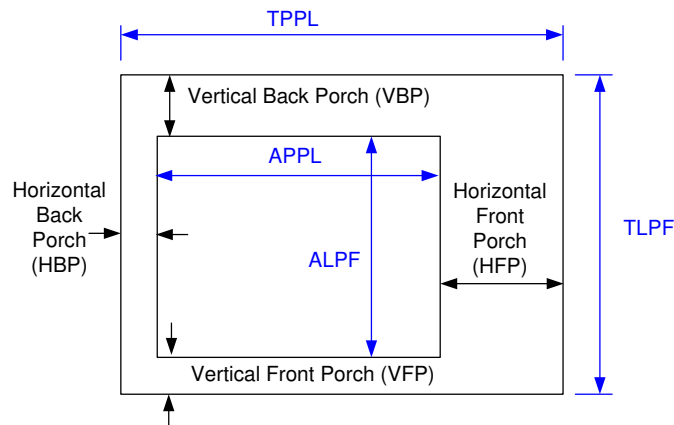 TPPL
Vertical Back Porch (VBP)
APPL
Horizontal
Back
Porch
(HBP)
Horizontal
Front
Porch
(HFP)
TLPF
ALPF
Vertical Front Porch (VFP)